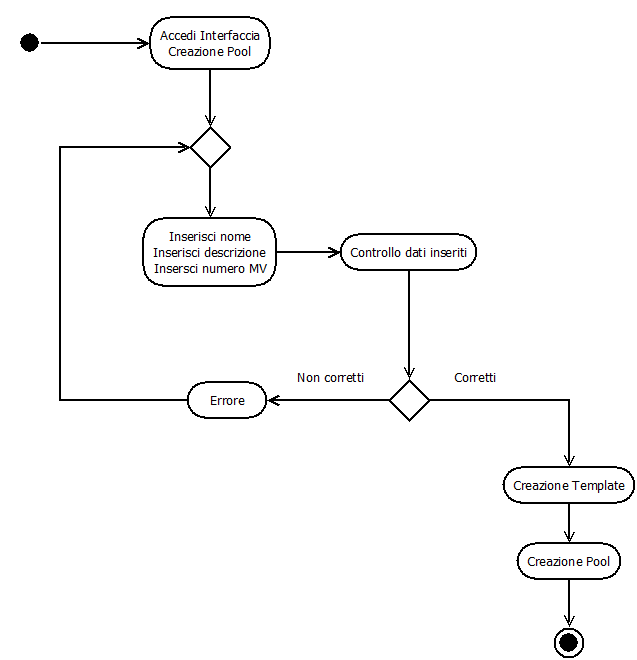 Accedi Interfaccia
Creazione Pool
Inserisci nome
Inserisci descrizione
Insersci numero MV
Controllo dati inseriti
Non corretti
Corretti
Errore
Creazione Template
Creazione Pool